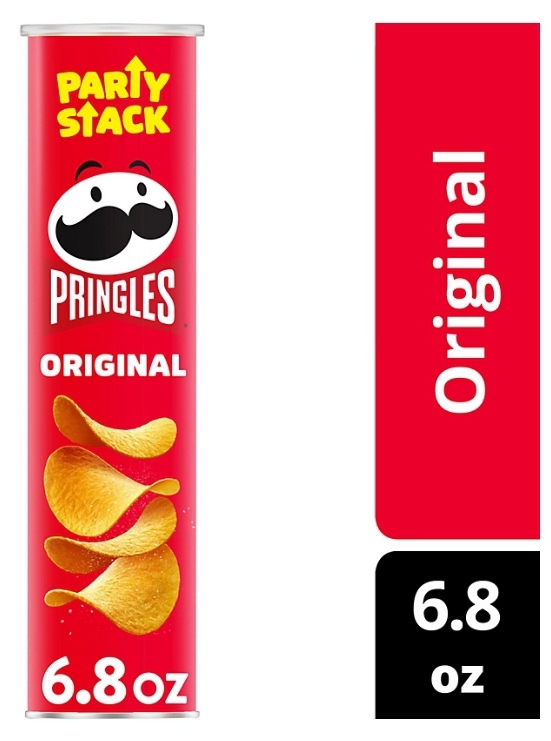 PARTY
STACK
PRINGLES
ORIGINAL
6.8 OZ
Original
6.8
oz